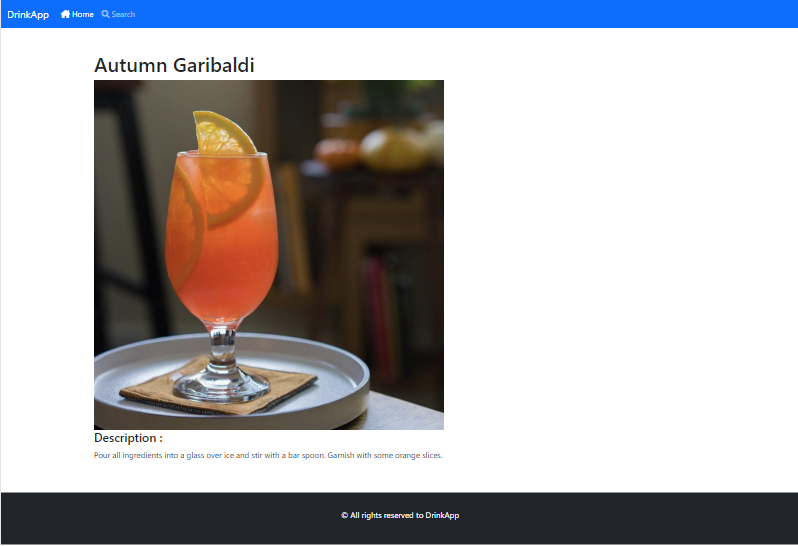 DrinkApp Home Search
Autumn Garibaldi
Description :
Pour all ingredients into a glass over ice and stir with a bar spoon. Garnish with some orange slices.
© All rights reserved to DrinkApp